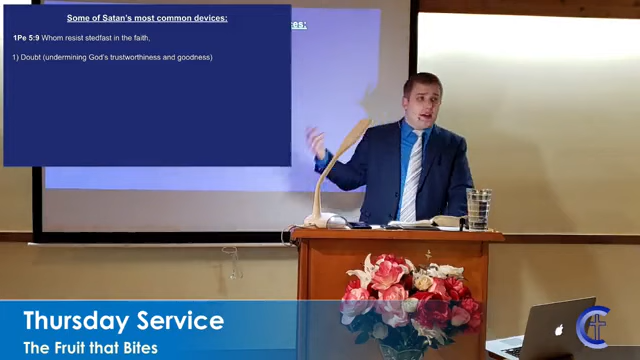 Some of Satan's most common devices:
1Pe 5:9 Whom resist stedfast in the faith,
1) Doubt (undermining God's trustworthiness and goodness)
ces:
Thursday Service
The Fruit that Bites